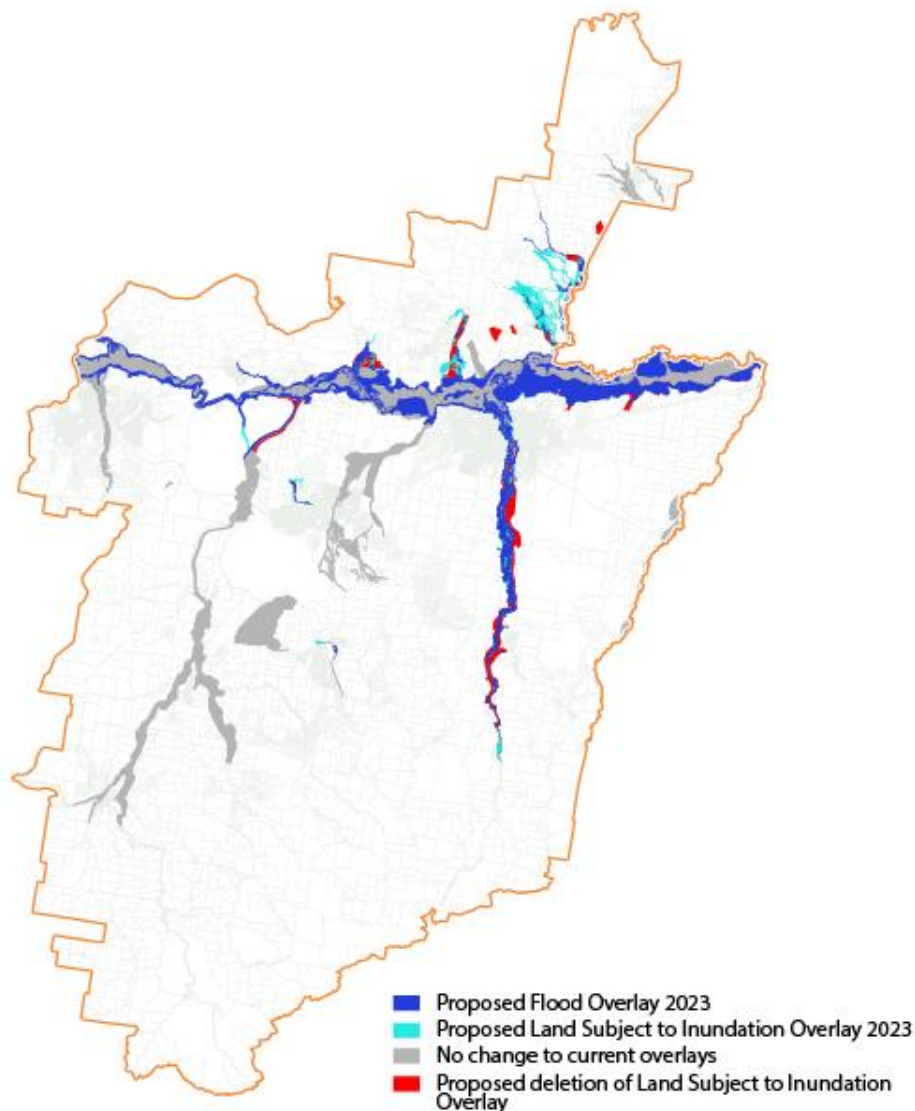 Proposed Flood Overlay 2023
Proposed Land Subject to Inundation Overlay 2023
No change to current overlays
Proposed deletion of Land Subject to Inundation
Overlay